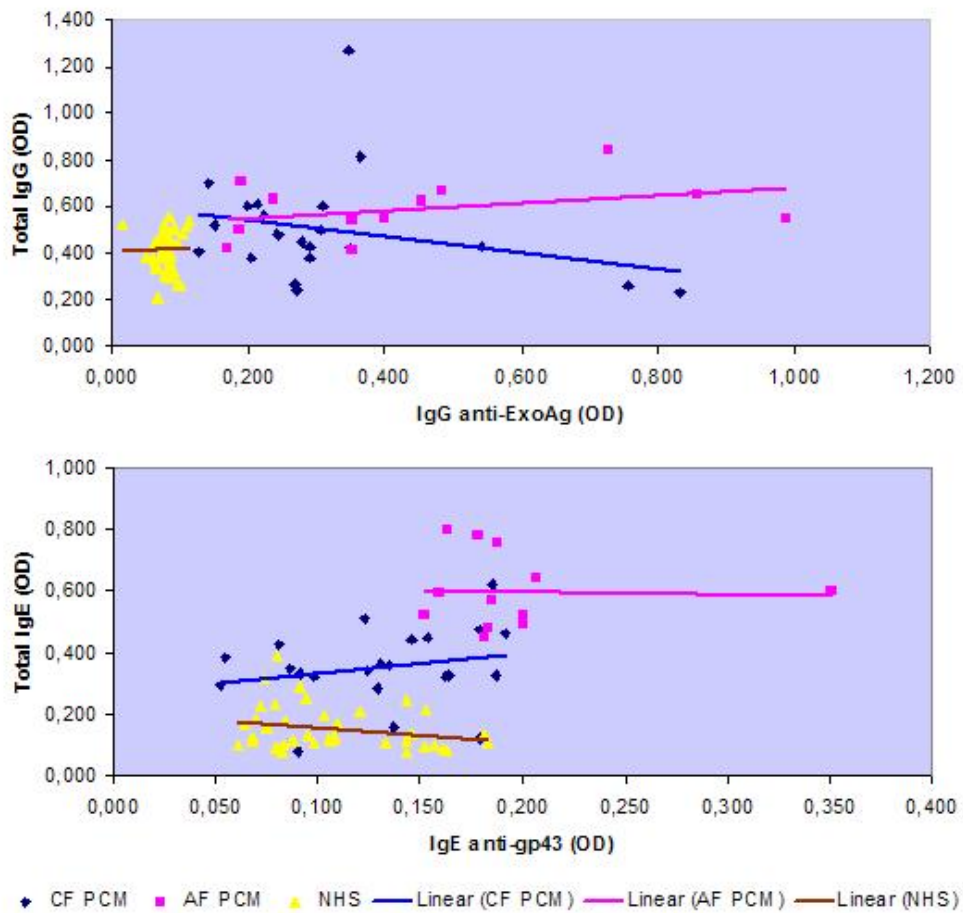 1,400
1,200
1,000
0,800
0,600
0,400
0,200
0,000
Total IgG (OD)
0,000 0,200 0,400 0,600 0,800 1,000 1,200
IgG anti-ExoAg (OD)
1,000
0,800
0,600
0,400
0,200
0,000
Total IgE (OD)
0,000 0,050 0,100 0,150 0,200 0,250 0,300 0,350 0,400
IgE anti-gp43 (OD)
CF PCM AF PCM NHS Linear (CF PCM) Linear (AF PCM) Linear (NHS)